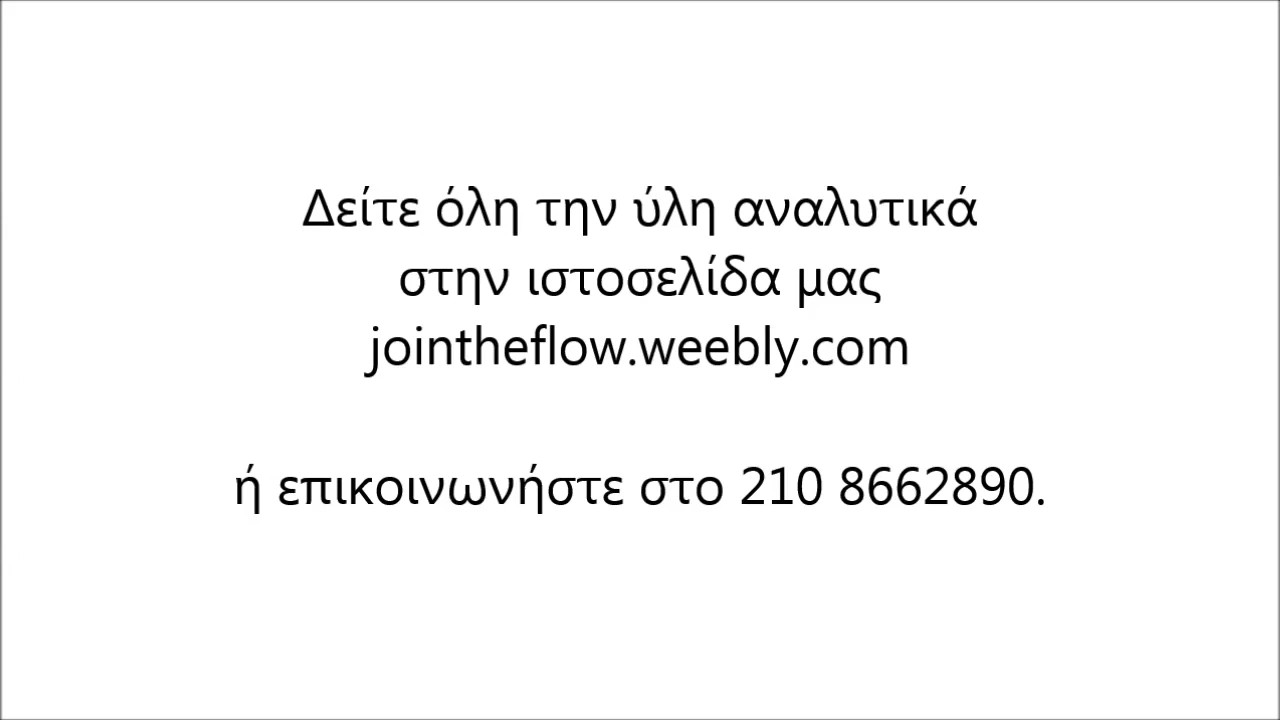 Δείτε όλη την ύλη αναλυτικά
στην ιστοσελίδα μας
jointheflow.weebly.com
ή επικοινωνήστε στο 210 8662890.